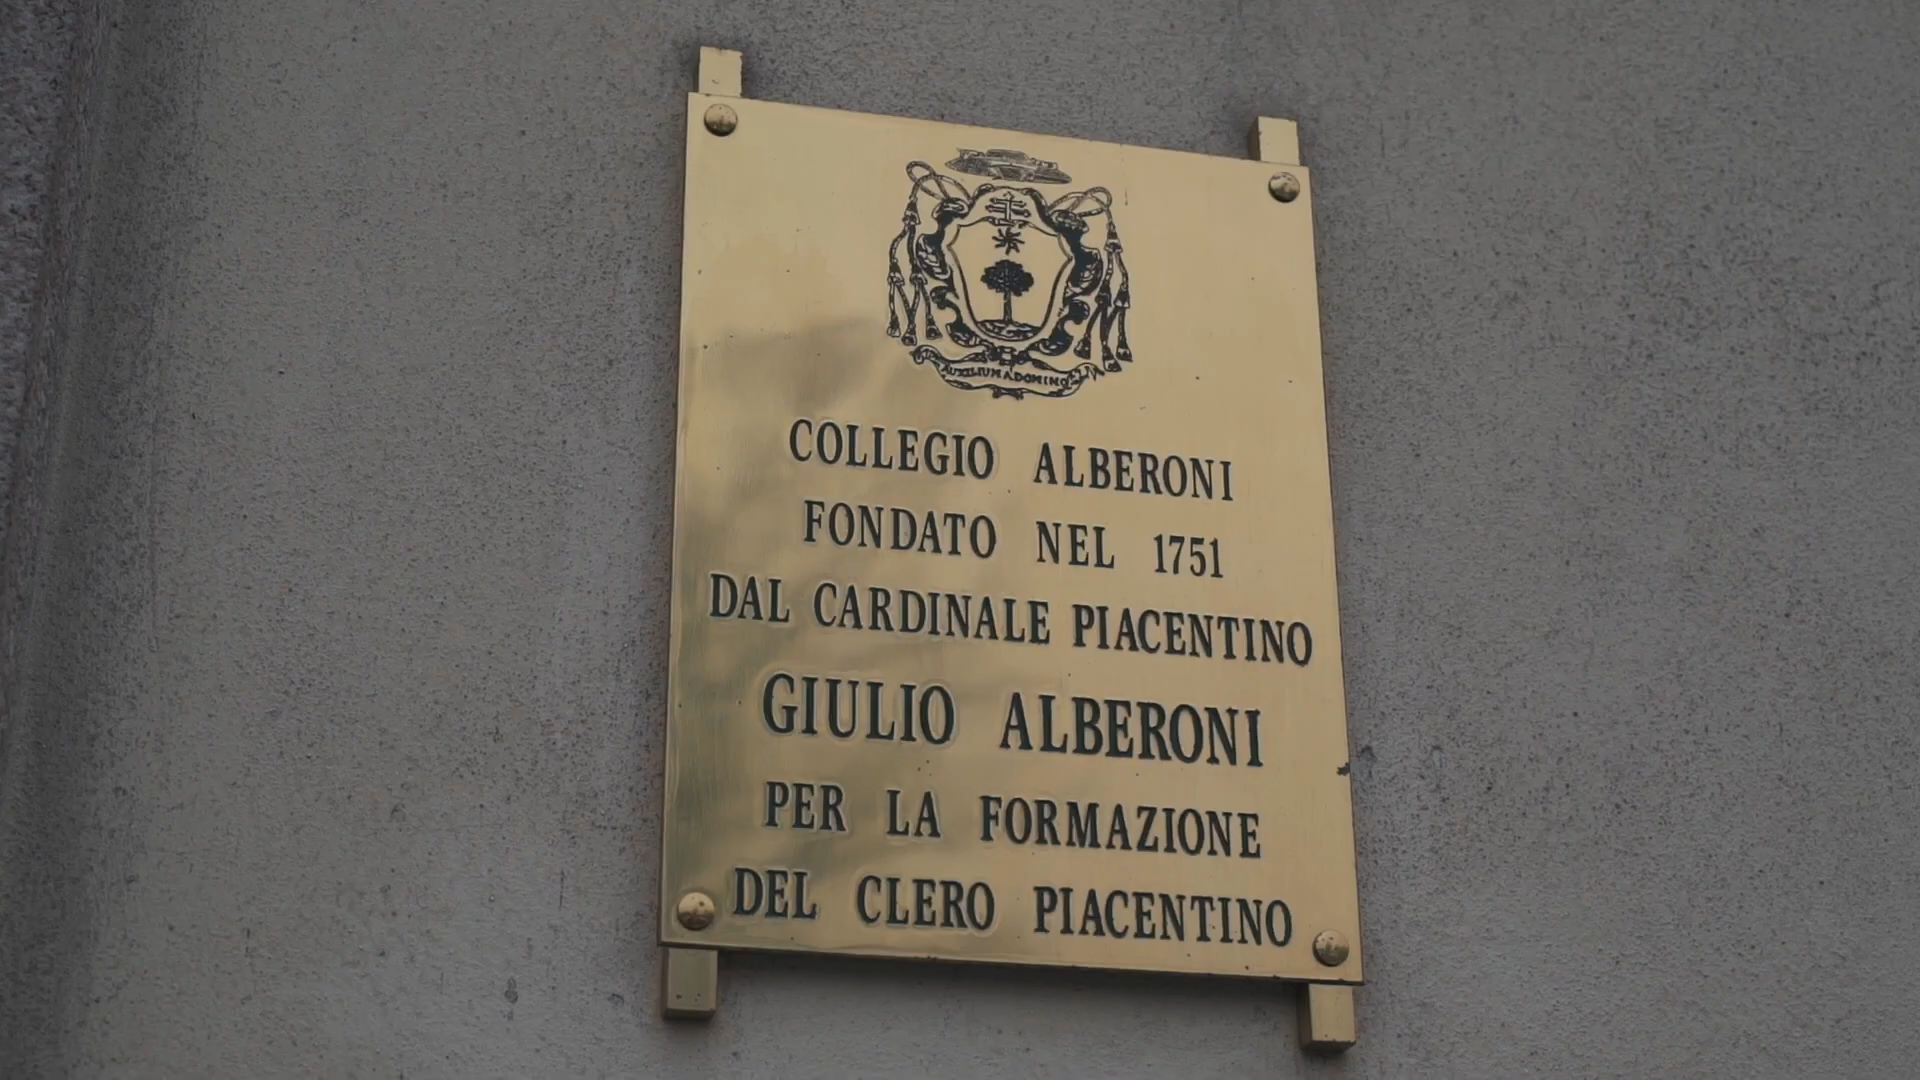 AUXILIUM A DOMINO
COLLEGIO ALBERONI
FONDATO NEL 1751
DAL CARDINALE PIACENTINO
GIULIO ALBERONI
PER LA FORMAZIONE
DEL CLERO PIACENTINO